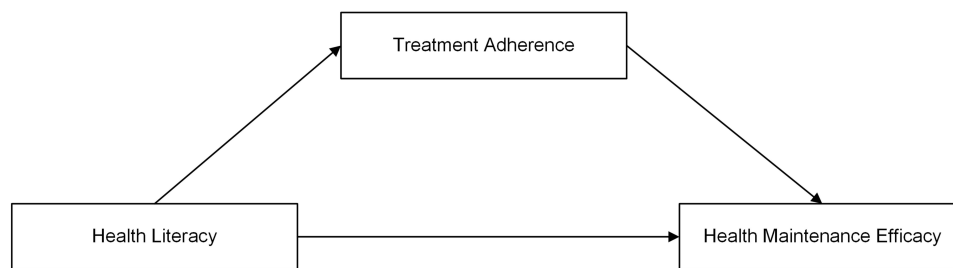 Treatment Adherence
Health Literacy
Health Maintenance Efficacy